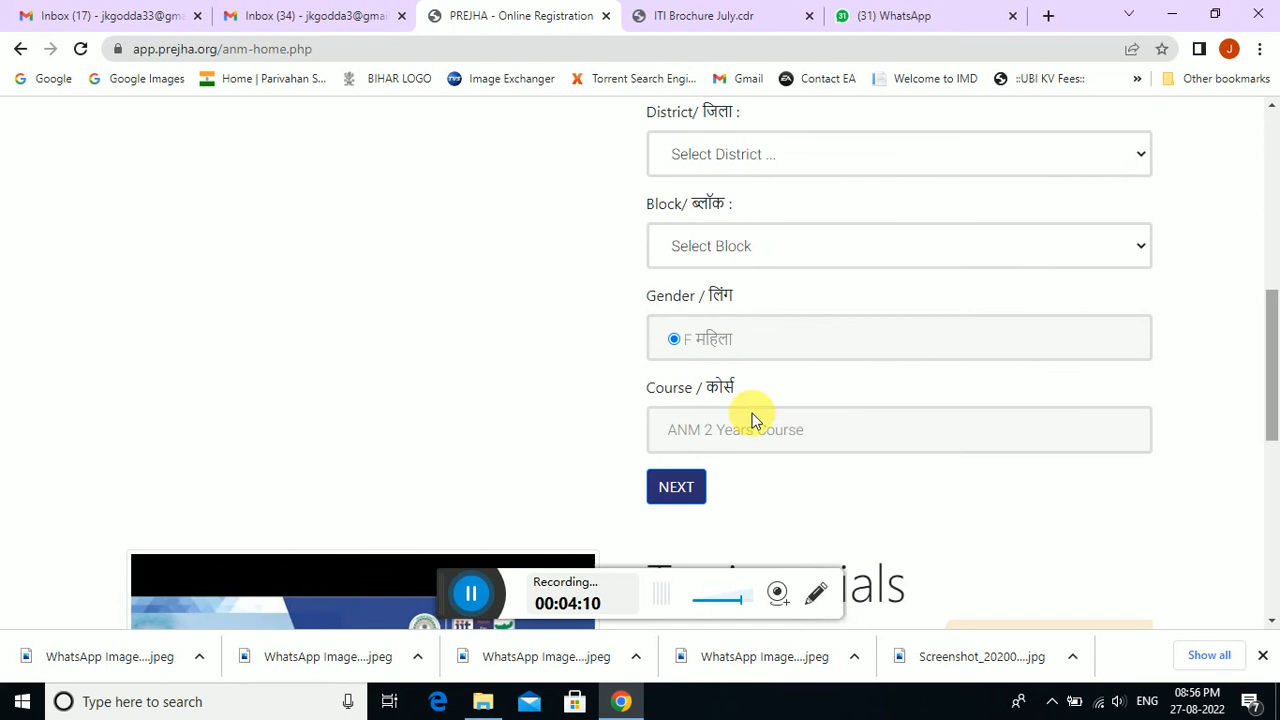 Inbox (17) - jkgodda33@gma
Inbox (34) - jkgodda3@gmail
PREJHA - Online Registration
ITI Brochure July.cdr
(31) WhatsApp
app.prejha.org/anm-home.php
J
Google
Google Images
Home | Parivahan S...
BIHAR LOGO
Image Exchanger
Torrent Search Engi...
Gmail
Contact EA
Welcome to IMD
::UBI KV Fees::
»
Other bookmarks
District/ जिला :
Select District ...
Block/ ब्लॉक :
Select Block
Gender / लिंग
F महिला
Course / कोर्स
ANM 2 Years Course
NEXT
Recording...
00:04:10
WhatsApp Image....jpeg
WhatsApp Image....jpeg
WhatsApp Image....jpeg
WhatsApp Image....jpeg
Screenshot_20200....jpg
Show all
Type here to search
ENG
08:56 PM
27-08-2022
7